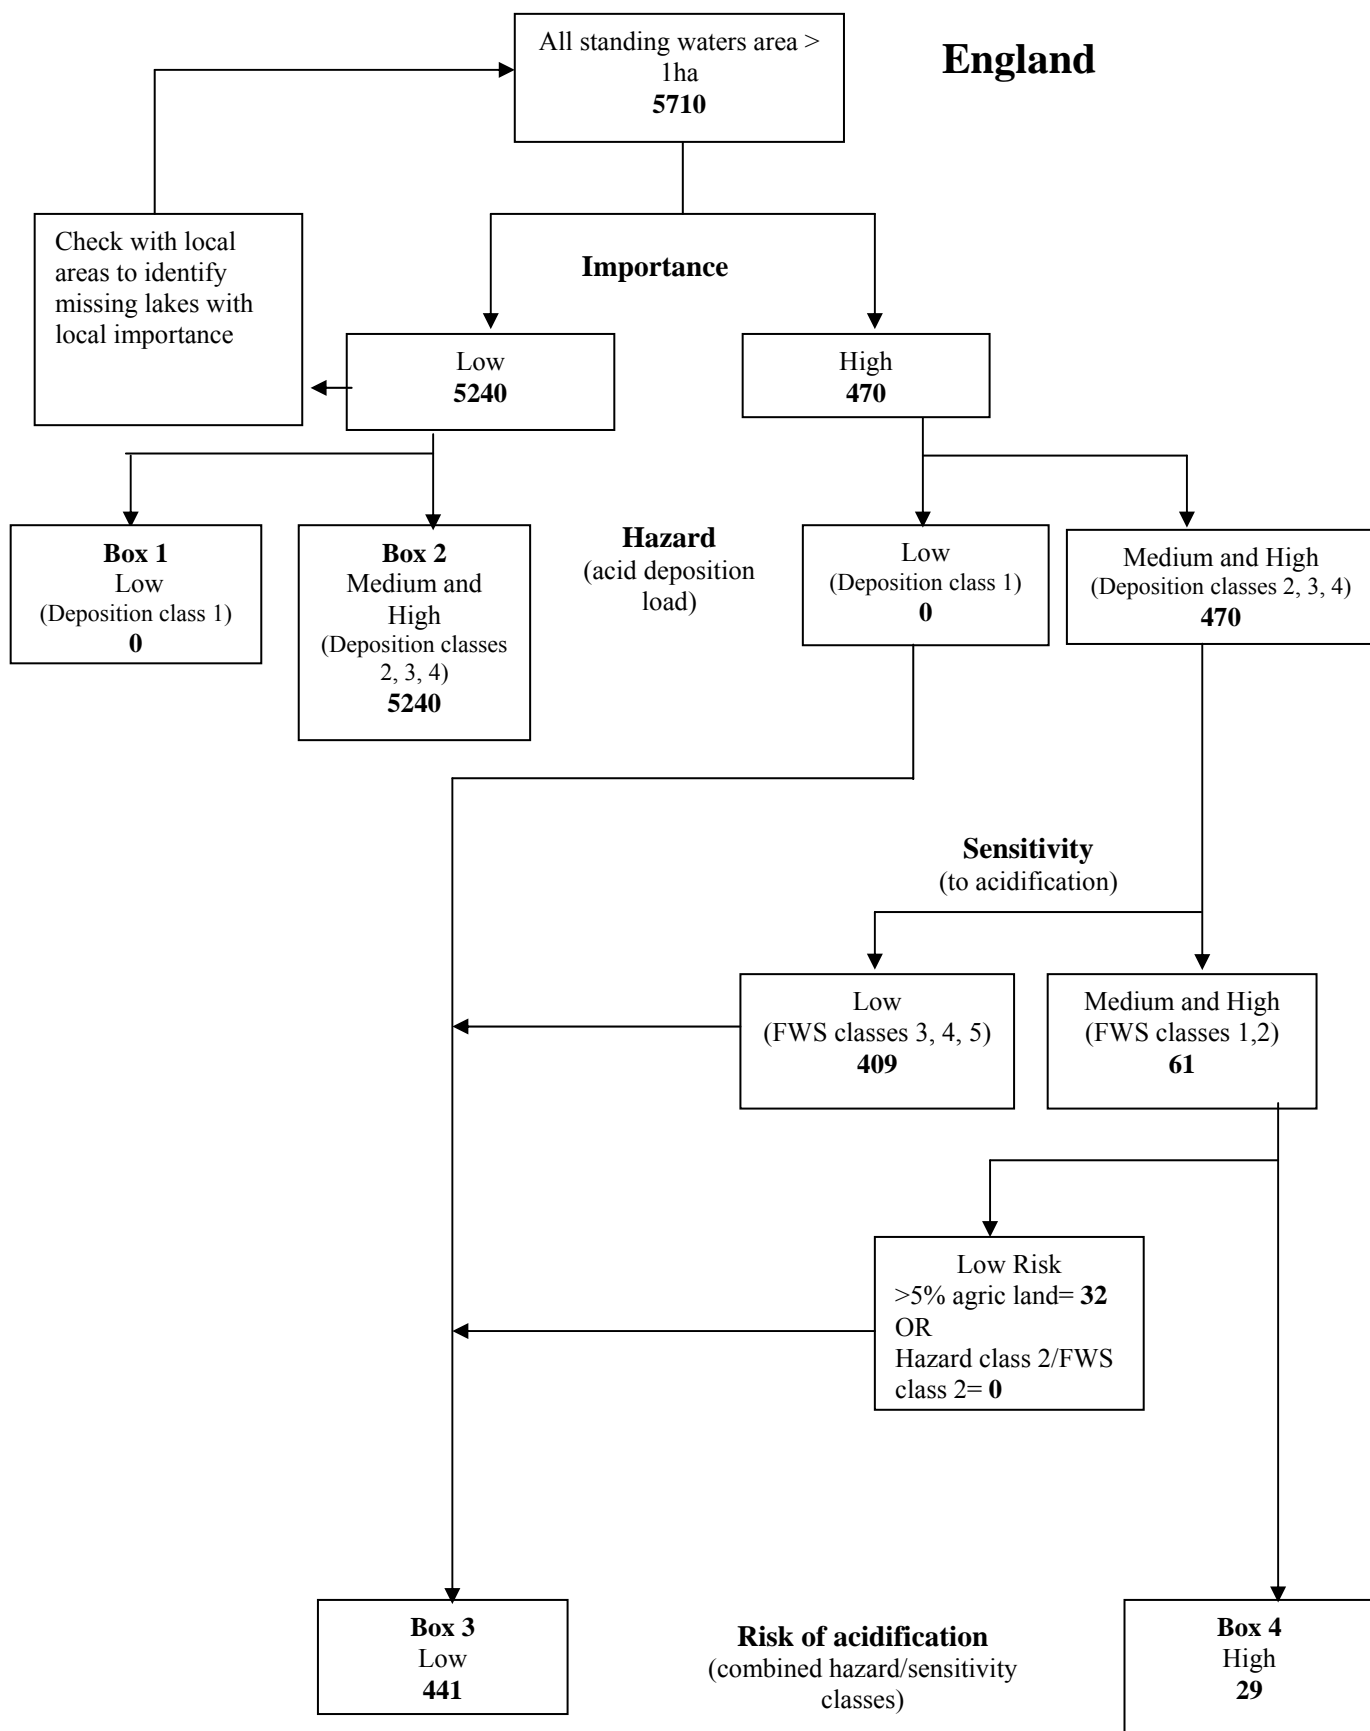 All standing waters area >
1ha
5710
England
Check with local
areas to identify
missing lakes with
local importance
Importance
Low
5240
High
470
Box 1
Low
(Deposition class 1)
0
Box 2
Medium and
High
(Deposition classes
2, 3, 4)
5240
Hazard
(acid deposition
load)
Low
(Deposition class 1)
0
Medium and High
(Deposition classes 2, 3, 4)
470
Sensitivity
(to acidification)
Low
(FWS classes 3, 4, 5)
409
Medium and High
(FWS classes 1,2)
61
Low Risk
>5% agric land= 32
OR
Hazard class 2/FWS
class 2= 0
Box 3
Low
441
Risk of acidification
(combined hazard/sensitivity
classes)
Box 4
High
29